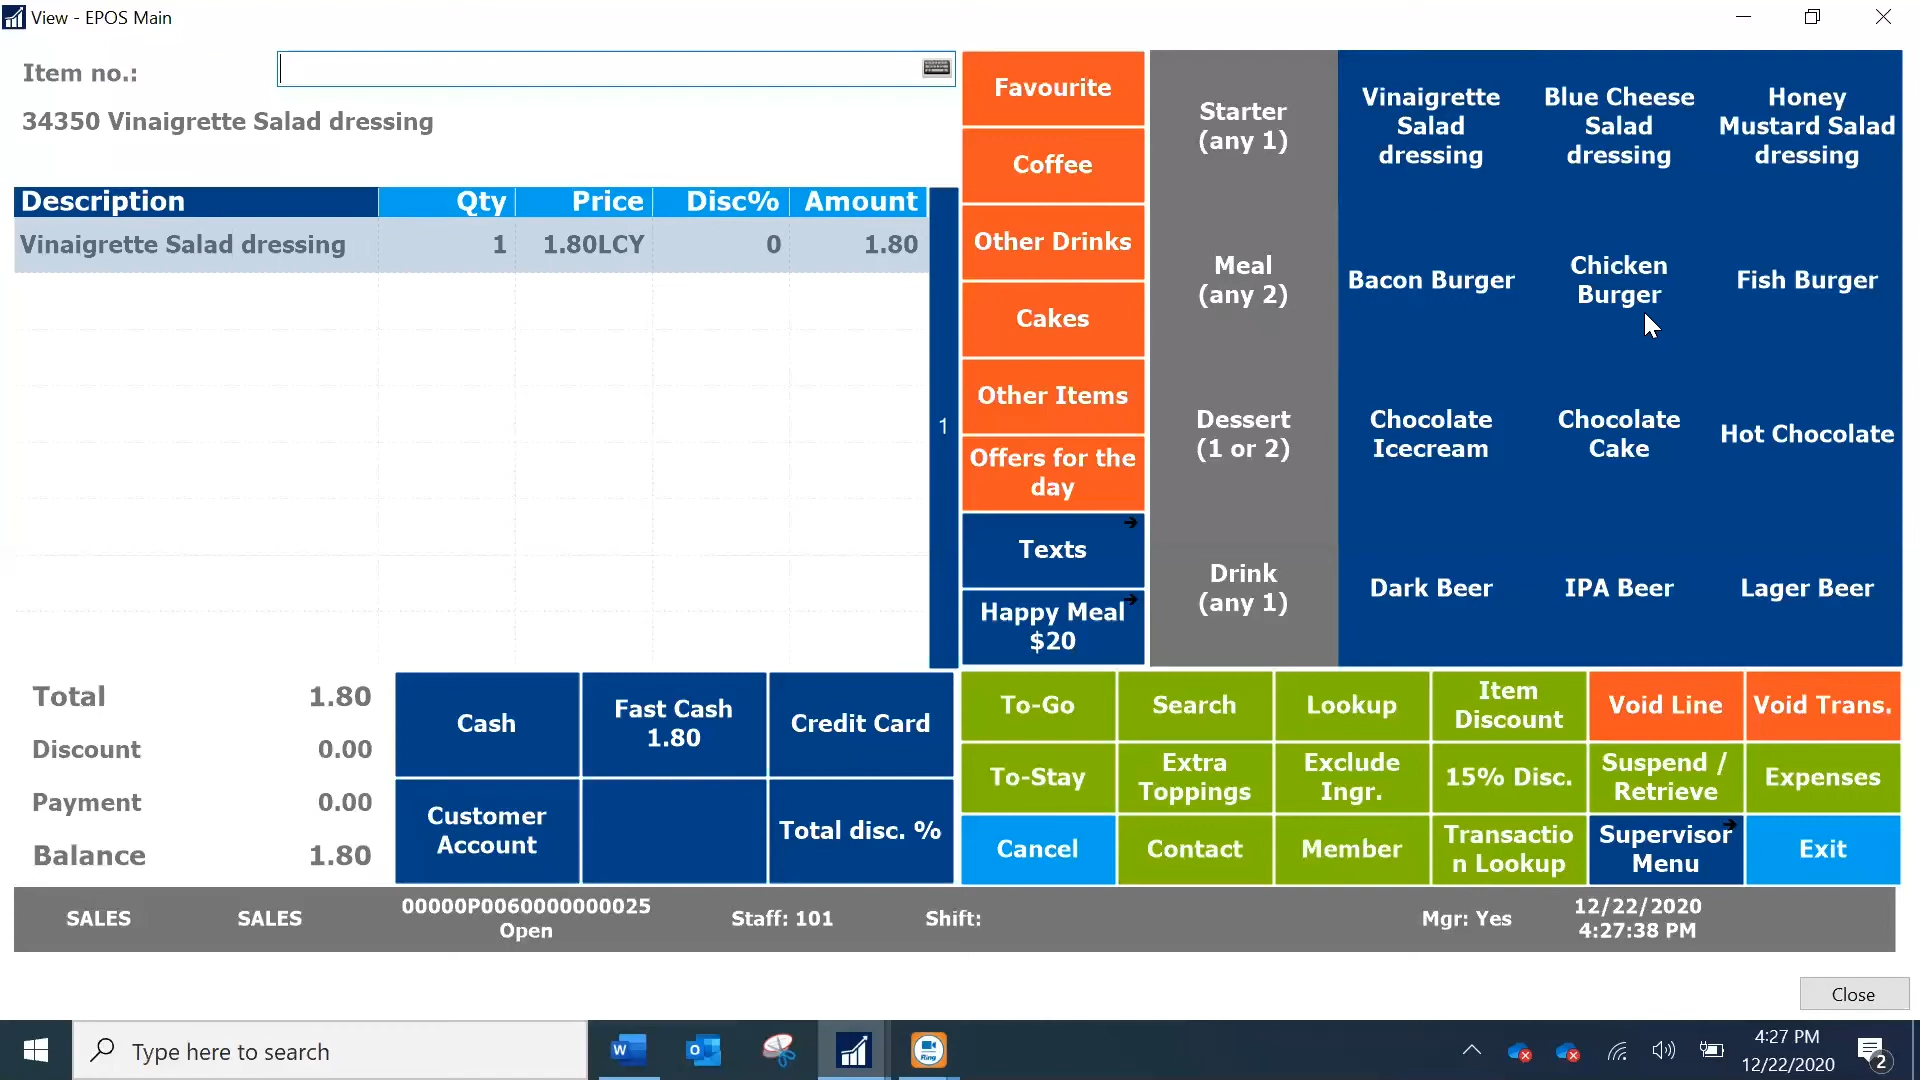 View - EPOS Main
Item no.:
34350 Vinaigrette Salad dressing
Description Qty Price Disc% Amount
Vinaigrette Salad dressing 1 1.80LCY 0 1.80
1
Total 1.80
Discount 0.00
Payment 0.00
Balance 1.80
Cash
Fast Cash
1.80
Credit Card
Customer
Account
Total disc. %
Favourite
Coffee
Other Drinks
Cakes
Other Items
Offers for the
day
Texts
Happy Meal
$20
Starter
(any 1)
Vinaigrette
Salad
dressing
Blue Cheese
Salad
dressing
Honey
Mustard Salad
dressing
Meal
(any 2)
Bacon Burger
Chicken
Burger
Fish Burger
Dessert
(1 or 2)
Chocolate
Icecream
Chocolate
Cake
Hot Chocolate
Drink
(any 1)
Dark Beer
IPA Beer
Lager Beer
To-Go
Search
Lookup
Item
Discount
Void Line
Void Trans.
To-Stay
Extra
Toppings
Exclude
Ingr.
15% Disc.
Suspend /
Retrieve
Expenses
Cancel
Contact
Member
Transactio
n Lookup
Supervisor
Menu
Exit
SALES
SALES
00000P0060000000025
Open
Staff: 101
Shift:
Mgr: Yes
12/22/2020
4:27:38 PM
Close
Type here to search
W
O
Ring
4:27 PM
12/22/2020
2